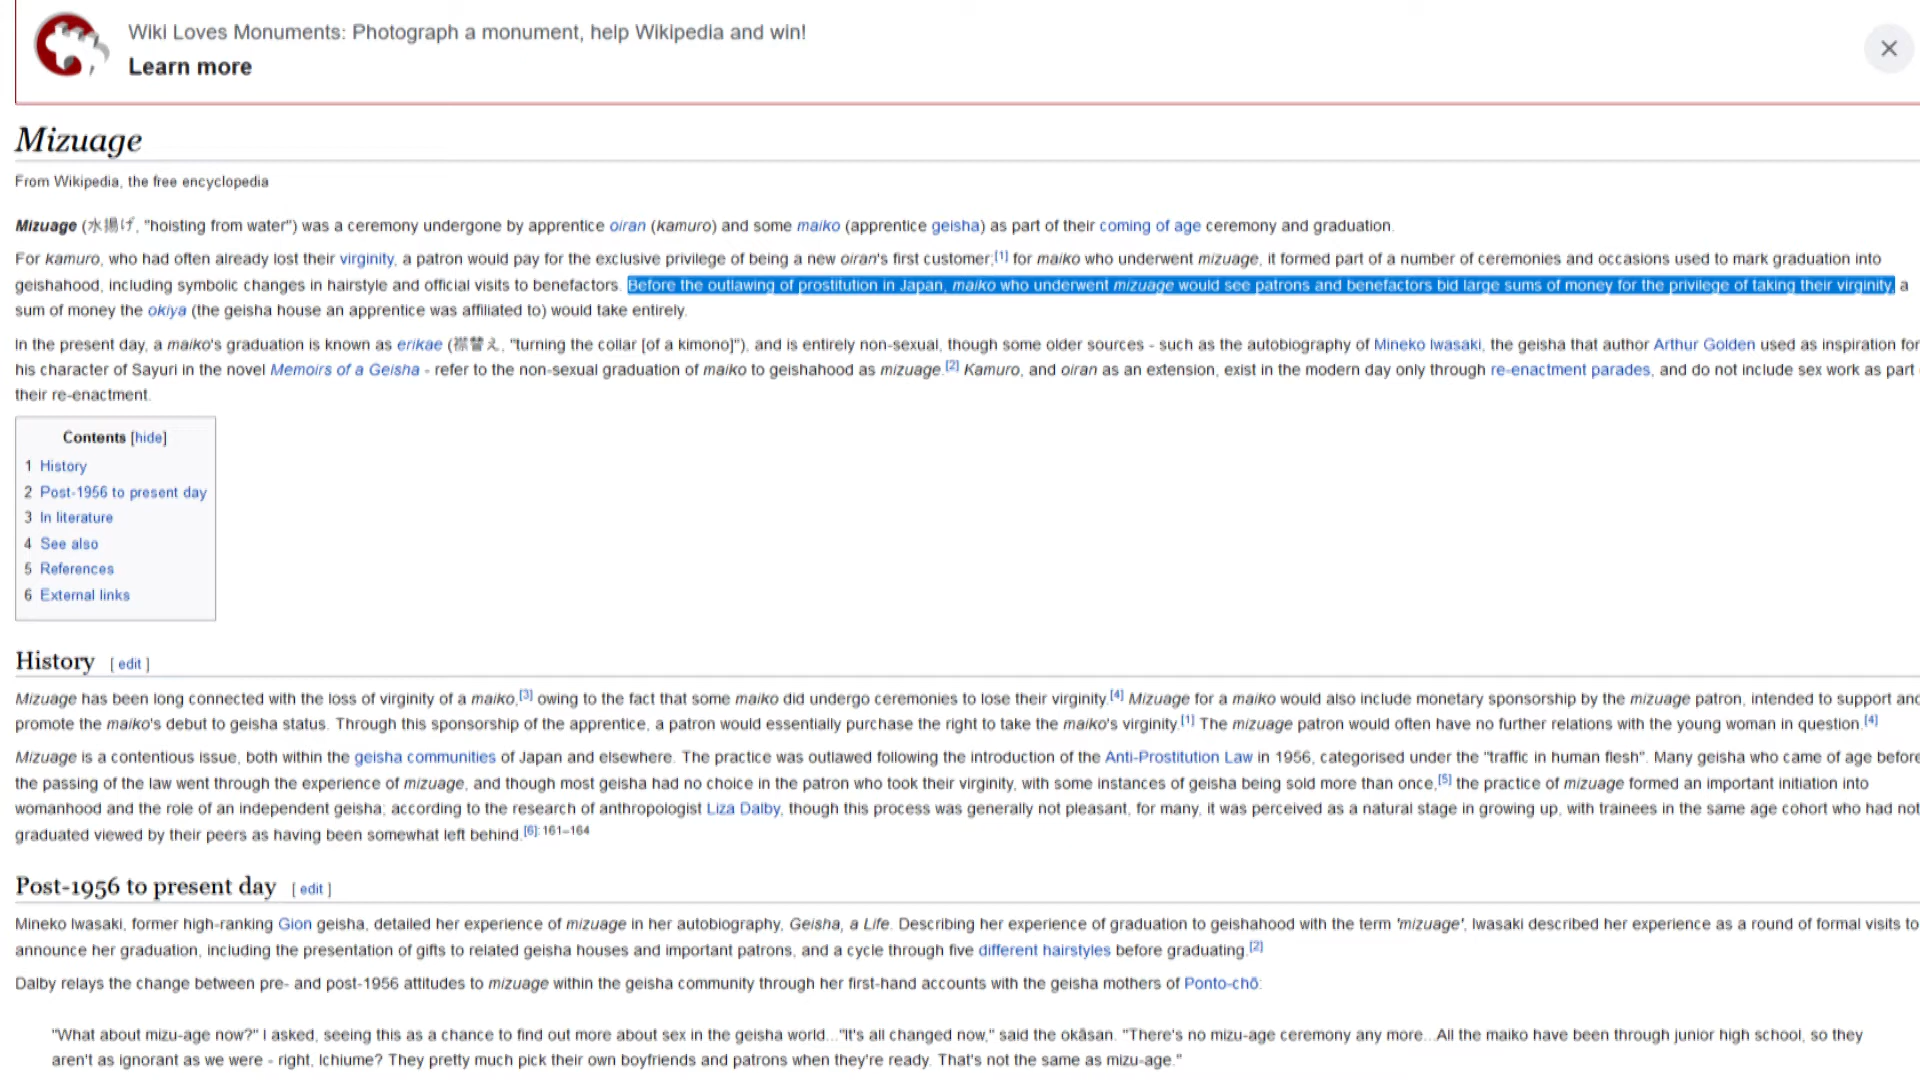 Wiki Loves Monuments: Photograph a monument, help Wikipedia and win!
Learn more
Mizuage
From Wikipedia, the free encyclopedia
Mizuage (水揚げ, "hoisting from water") was a ceremony undergone by apprentice oiran (kamuro) and some maiko (apprentice geisha) as part of their coming of age ceremony and graduation.
For kamuro, who had often already lost their virginity, a patron would pay for the exclusive privilege of being a new oiran's first customer;[1] for maiko who underwent mizuage, it formed part of a number of ceremonies and occasions used to mark graduation into
geishahood, including symbolic changes in hairstyle and official visits to benefactors. Before the outlawing of prostitution in Japan, maiko who underwent mizuage would see patrons and benefactors bid large sums of money for the privilege of taking their virginity, a
sum of money the okiya (the geisha house an apprentice was affiliated to) would take entirely.
In the present day, a maiko's graduation is known as erikae (襟替え, "turning the collar [of a kimono]"), and is entirely non-sexual, though some older sources - such as the autobiography of Mineko Iwasaki, the geisha that author Arthur Golden used as inspiration for
his character of Sayuri in the novel Memoirs of a Geisha - refer to the non-sexual graduation of maiko to geishahood as mizuage.[2] Kamuro, and oiran as an extension, exist in the modern day only through re-enactment parades, and do not include sex work as part
their re-enactment.
Contents [hide]
1 History
2 Post-1956 to present day
3 In literature
4 See also
5 References
6 External links
History [ edit ]
Mizuage has been long connected with the loss of virginity of a maiko,[3] owing to the fact that some maiko did undergo ceremonies to lose their virginity.[4] Mizuage for a maiko would also include monetary sponsorship by the mizuage patron, intended to support and
promote the maiko's debut to geisha status. Through this sponsorship of the apprentice, a patron would essentially purchase the right to take the maiko's virginity.[1] The mizuage patron would often have no further relations with the young woman in question.[4]
Mizuage is a contentious issue, both within the geisha communities of Japan and elsewhere. The practice was outlawed following the introduction of the Anti-Prostitution Law in 1956, categorised under the "traffic in human flesh". Many geisha who came of age before
the passing of the law went through the experience of mizuage, and though most geisha had no choice in the patron who took their virginity, with some instances of geisha being sold more than once,[5] the practice of mizuage formed an important initiation into
womanhood and the role of an independent geisha; according to the research of anthropologist Liza Dalby, though this process was generally not pleasant, for many, it was perceived as a natural stage in growing up, with trainees in the same age cohort who had not
graduated viewed by their peers as having been somewhat left behind.[6]: 161–164
Post-1956 to present day [ edit ]
Mineko Iwasaki, former high-ranking Gion geisha, detailed her experience of mizuage in her autobiography, Geisha, a Life. Describing her experience of graduation to geishahood with the term 'mizuage', Iwasaki described her experience as a round of formal visits to
announce her graduation, including the presentation of gifts to related geisha houses and important patrons, and a cycle through five different hairstyles before graduating.[2]
Dalby relays the change between pre- and post-1956 attitudes to mizuage within the geisha community through her first-hand accounts with the geisha mothers of Ponto-chō:
"What about mizu-age now?" I asked, seeing this as a chance to find out more about sex in the geisha world..."It's all changed now," said the okāsan. "There's no mizu-age ceremony any more...All the maiko have been through junior high school, so they
aren't as ignorant as we were - right, Ichiume? They pretty much pick their own boyfriends and patrons when they're ready. That's not the same as mizu-age."